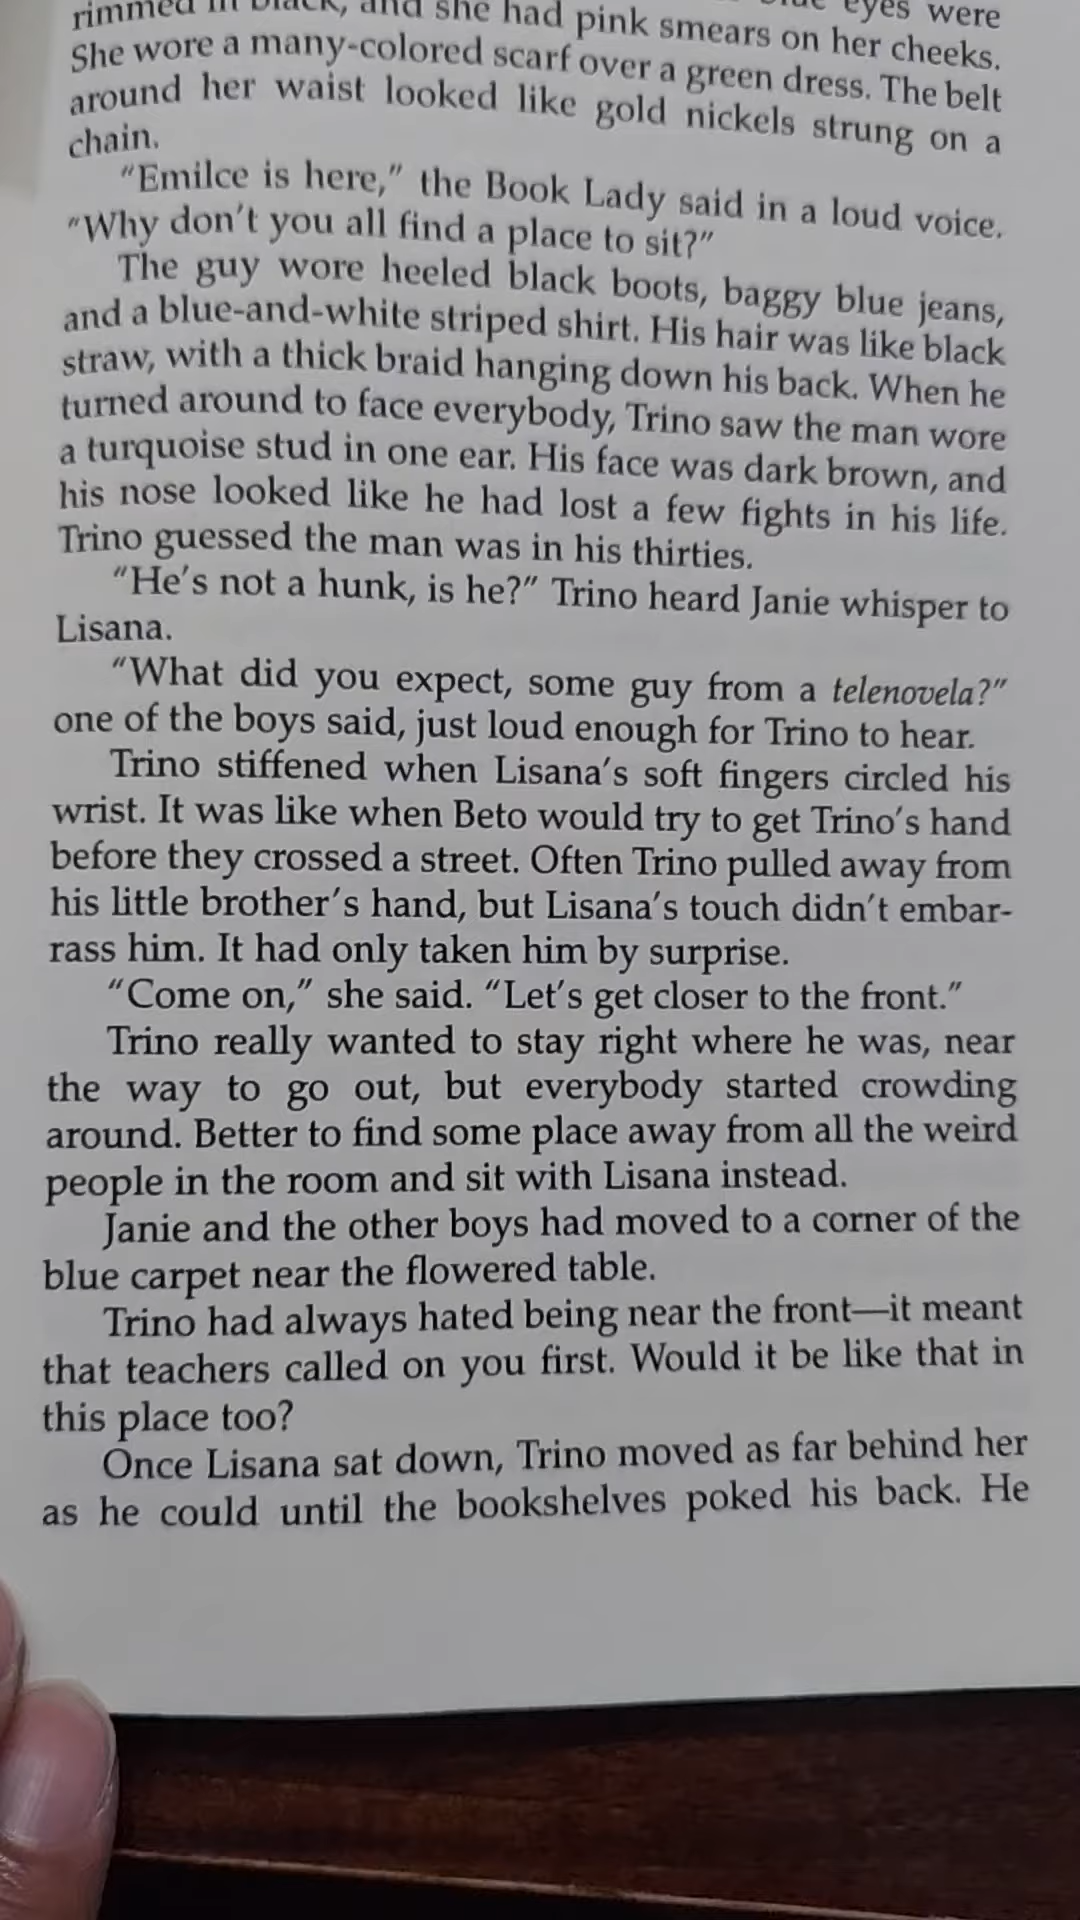 rimmed in black, and she had pink smears on her cheeks.
eyes were
She wore a many-colored scarf over a green dress. The belt
around her waist looked like gold nickels strung on a
chain.
“Emilce is here,” the Book Lady said in a loud voice.
“Why don’t you all find a place to sit?”
The guy wore heeled black boots, baggy blue jeans,
and a blue-and-white striped shirt. His hair was like black
straw, with a thick braid hanging down his back. When he
turned around to face everybody, Trino saw the man wore
a turquoise stud in one ear. His face was dark brown, and
his nose looked like he had lost a few fights in his life.
Trino guessed the man was in his thirties.
“He’s not a hunk, is he?” Trino heard Janie whisper to
Lisana.
“What did you expect, some guy from a telenovela?”
one of the boys said, just loud enough for Trino to hear.
Trino stiffened when Lisana’s soft fingers circled his
wrist. It was like when Beto would try to get Trino’s hand
before they crossed a street. Often Trino pulled away from
his little brother’s hand, but Lisana’s touch didn’t embar-
rass him. It had only taken him by surprise.
“Come on,” she said. “Let’s get closer to the front.”
Trino really wanted to stay right where he was, near
the way to go out, but everybody started crowding
around. Better to find some place away from all the weird
people in the room and sit with Lisana instead.
Janie and the other boys had moved to a corner of the
blue carpet near the flowered table.
Trino had always hated being near the front—it meant
that teachers called on you first. Would it be like that in
this place too?
Once Lisana sat down, Trino moved as far behind her
as he could until the bookshelves poked his back. He